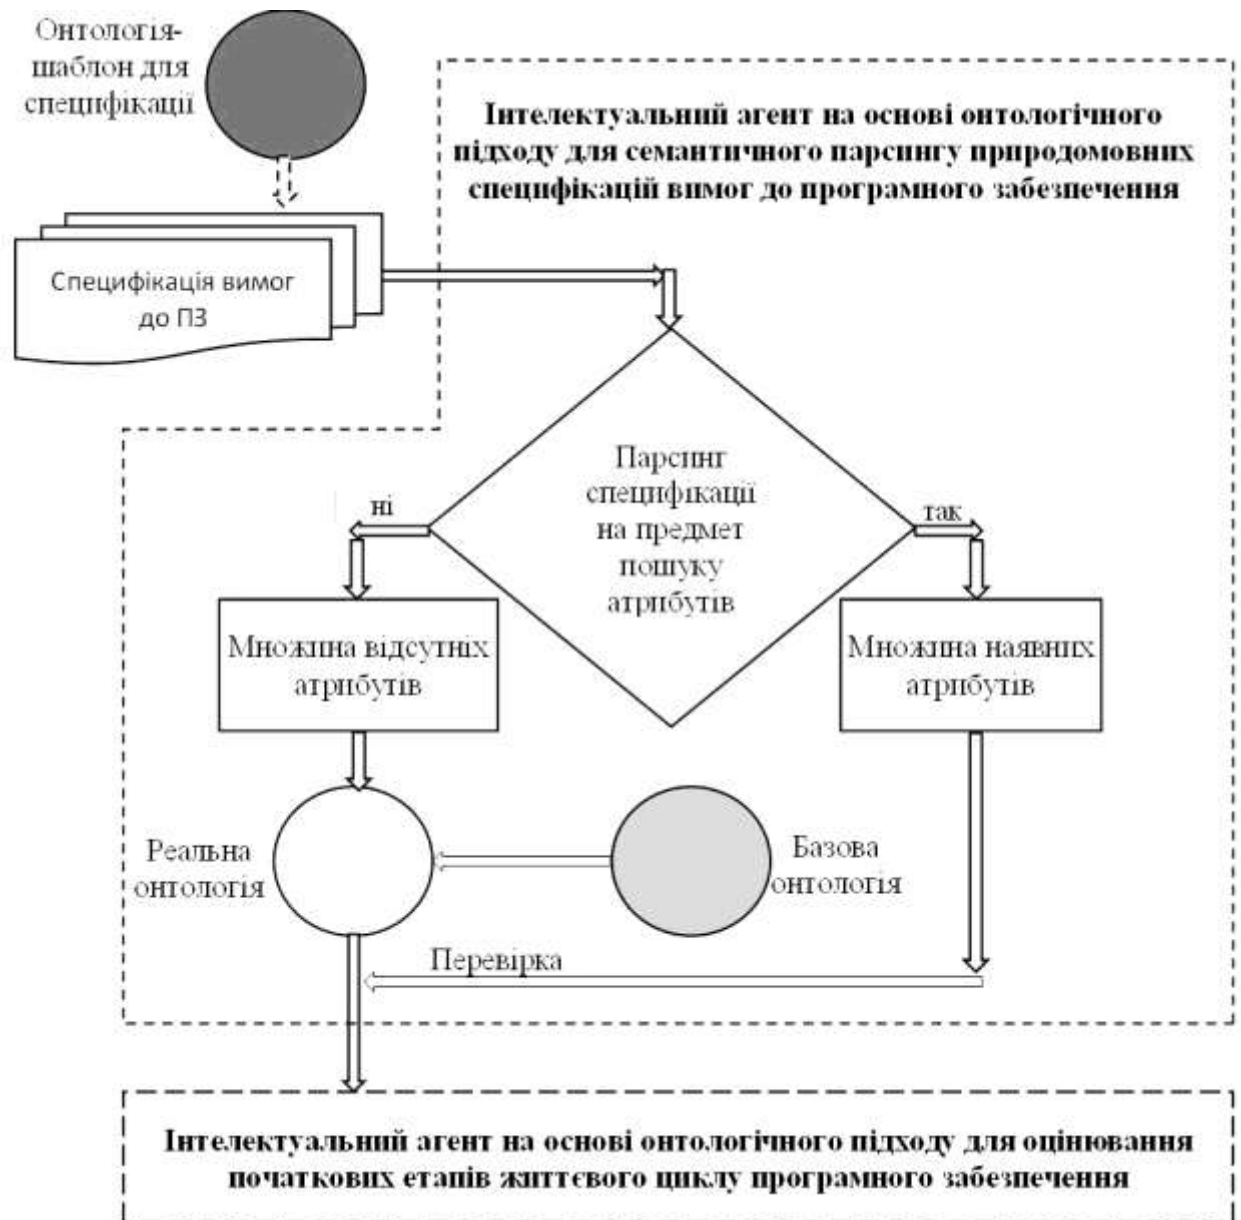 Онтологія-
шаблон для
специфікації
Інтелектуальний агент на основі онтологічного
підходу для семантичного парсингу природомовних
специфікацій вимог до програмного забезпечення
Специфікація вимог
до ПЗ
Парсинг
специфікації
на предмет
пошуку
атрибутів
ні
так
Множина відсутніх
атрибутів
Множина наявних
атрибутів
Реальна
онтологія
Базова
онтологія
Перевірка
Інтелектуальний агент на основі онтологічного підходу для оцінювання
початкових етапів життєвого циклу програмного забезпечення